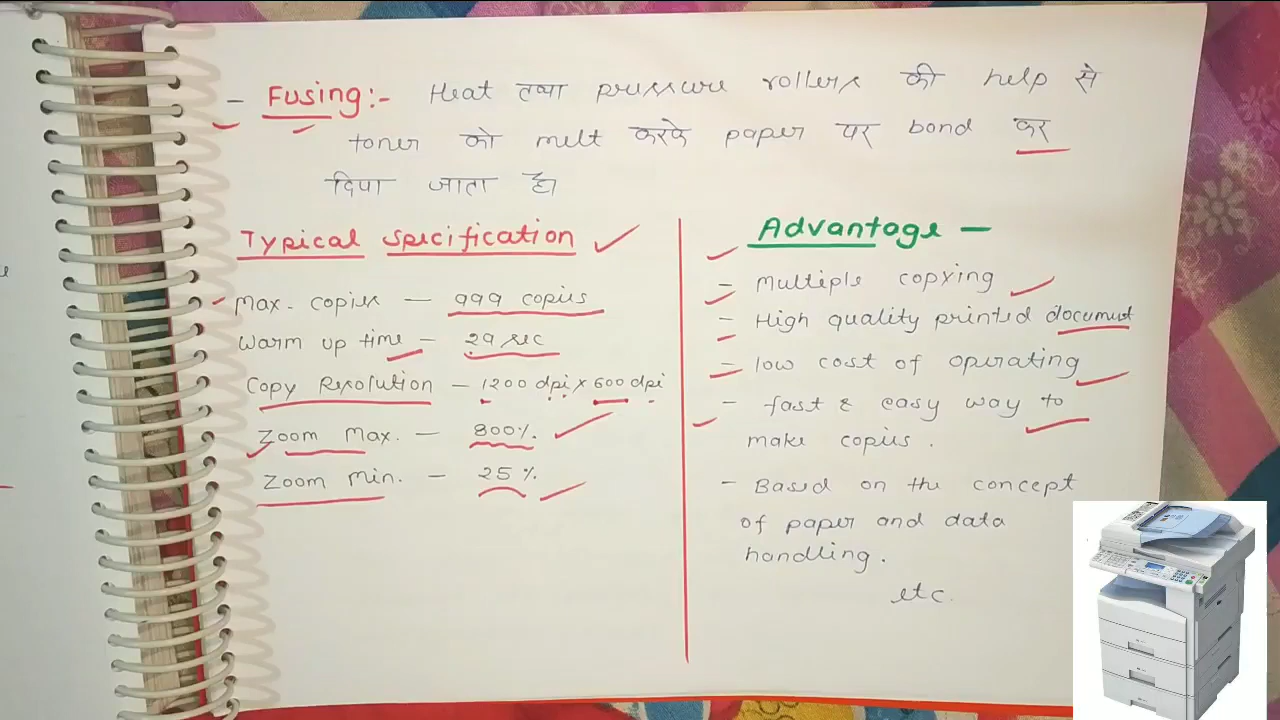 - Fusing:- Heat तथा pressure rollers की help से
toner को melt करके paper पर bond कर
दिया जाता है।
Typical Specification
Max. copies — 999 copies
Warm up time — 29 sec
Copy Resolution — 1200 dpi × 600 dpi
Zoom Max. — 800%.
Zoom Min. — 25%.
Advantage —
- Multiple copying
- High quality printed document
- low cost of operating
- fast & easy way to
make copies.
- Based on the concept
of paper and data
handling.
etc.